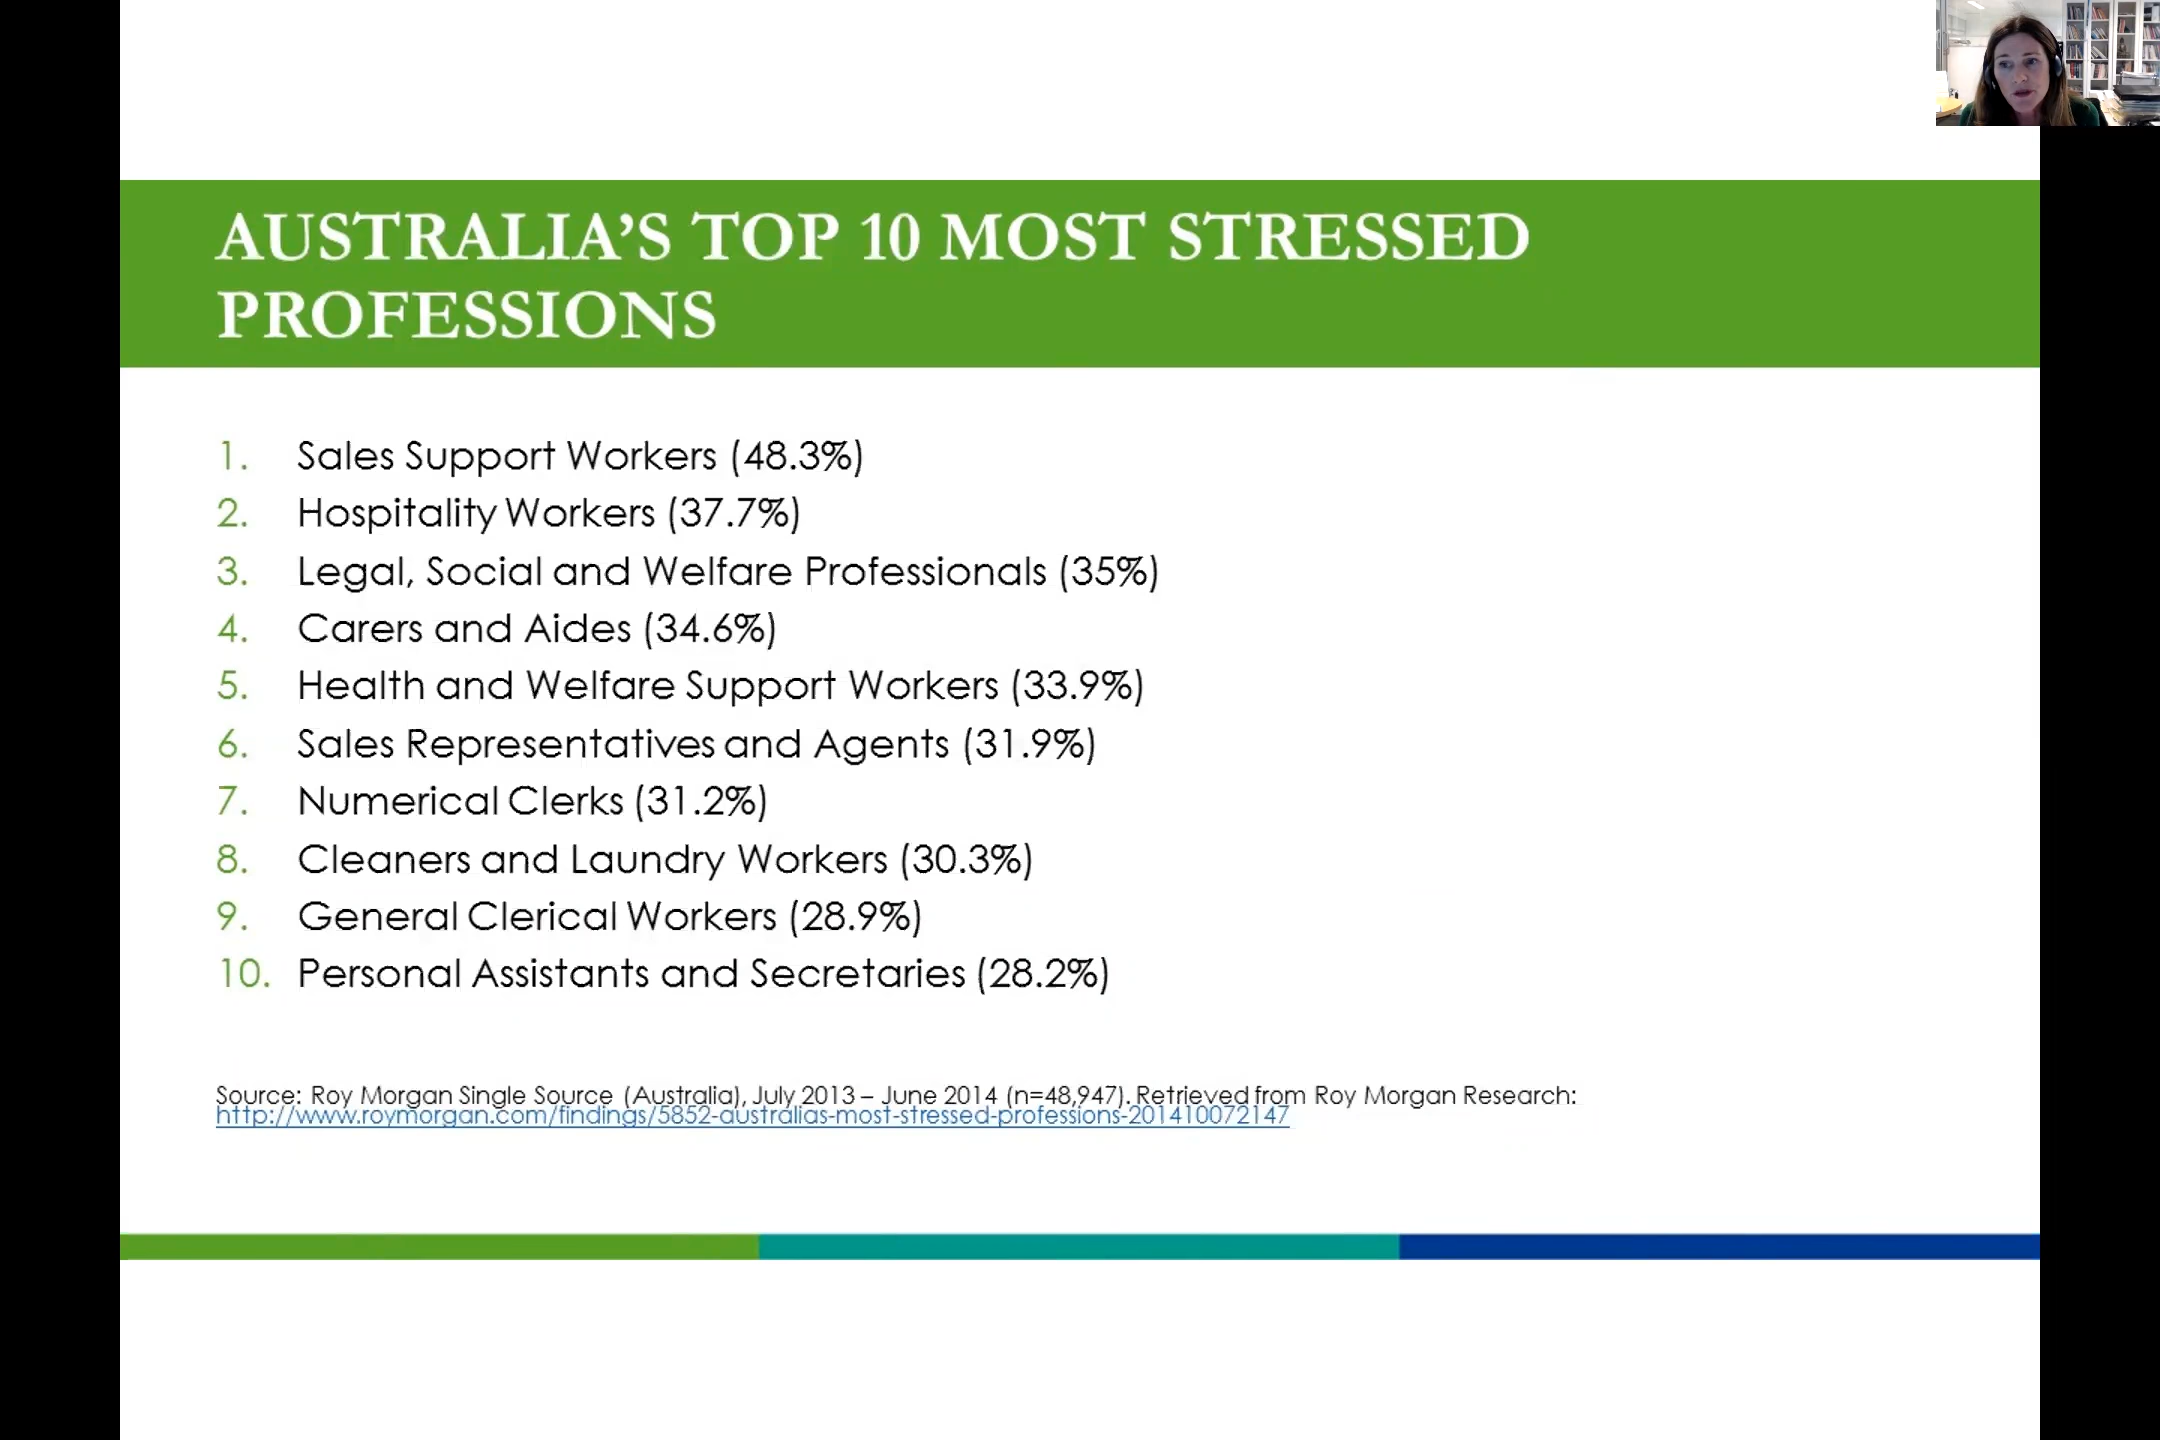 AUSTRALIA’S TOP 10 MOST STRESSED
PROFESSIONS
1. Sales Support Workers (48.3%)
2. Hospitality Workers (37.7%)
3. Legal, Social and Welfare Professionals (35%)
4. Carers and Aides (34.6%)
5. Health and Welfare Support Workers (33.9%)
6. Sales Representatives and Agents (31.9%)
7. Numerical Clerks (31.2%)
8. Cleaners and Laundry Workers (30.3%)
9. General Clerical Workers (28.9%)
10. Personal Assistants and Secretaries (28.2%)
Source: Roy Morgan Single Source (Australia), July 2013 – June 2014 (n=48,947). Retrieved from Roy Morgan Research:
http://www.roymorgan.com/findings/5852-australias-most-stressed-professions-201410072147